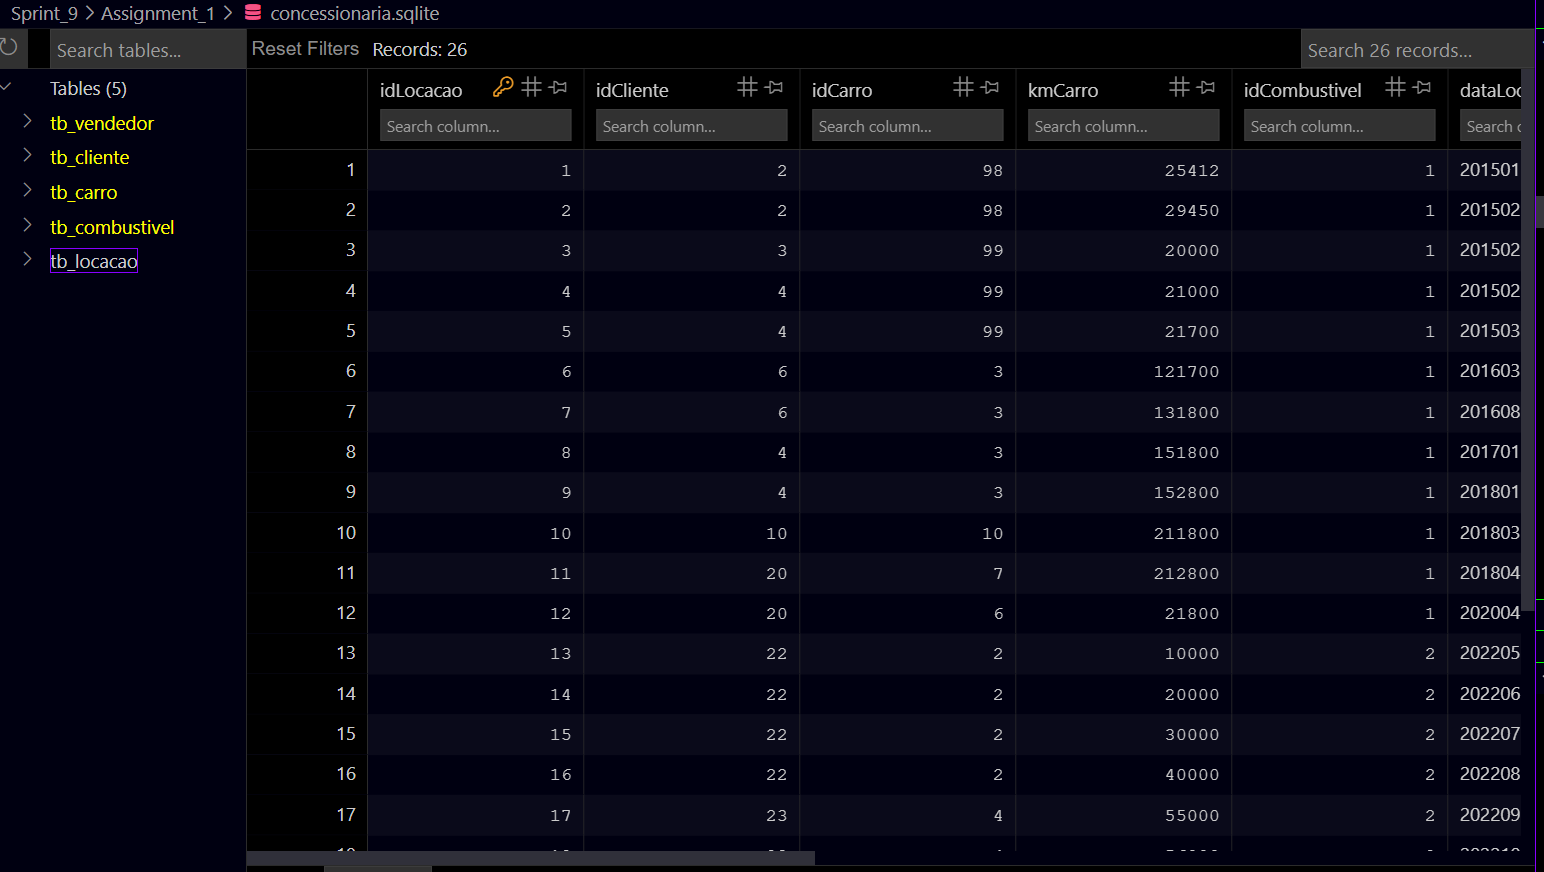 Sprint_9 > Assignment_1 > concessionaria.sqlite
Search tables...
Reset Filters Records: 26 Search 26 records...
Tables (5)
tb_vendedor
tb_cliente
tb_carro
tb_combustivel
tb_locacao
idLocacao idCliente idCarro kmCarro idCombustivel dataLoc
Search column... Search column... Search column... Search column... Search column... Search c
1 1 2 98 25412 1 201501
2 2 2 98 29450 1 201502
3 3 3 99 20000 1 201502
4 4 4 99 21000 1 201502
5 5 4 99 21700 1 201503
6 6 6 3 121700 1 201603
7 7 6 3 131800 1 201608
8 8 4 3 151800 1 201701
9 9 4 3 152800 1 201801
10 10 10 10 211800 1 201803
11 11 20 7 212800 1 201804
12 12 20 6 21800 1 202004
13 13 22 2 10000 2 202205
14 14 22 2 20000 2 202206
15 15 22 2 30000 2 202207
16 16 22 2 40000 2 202208
17 17 23 4 55000 2 202209